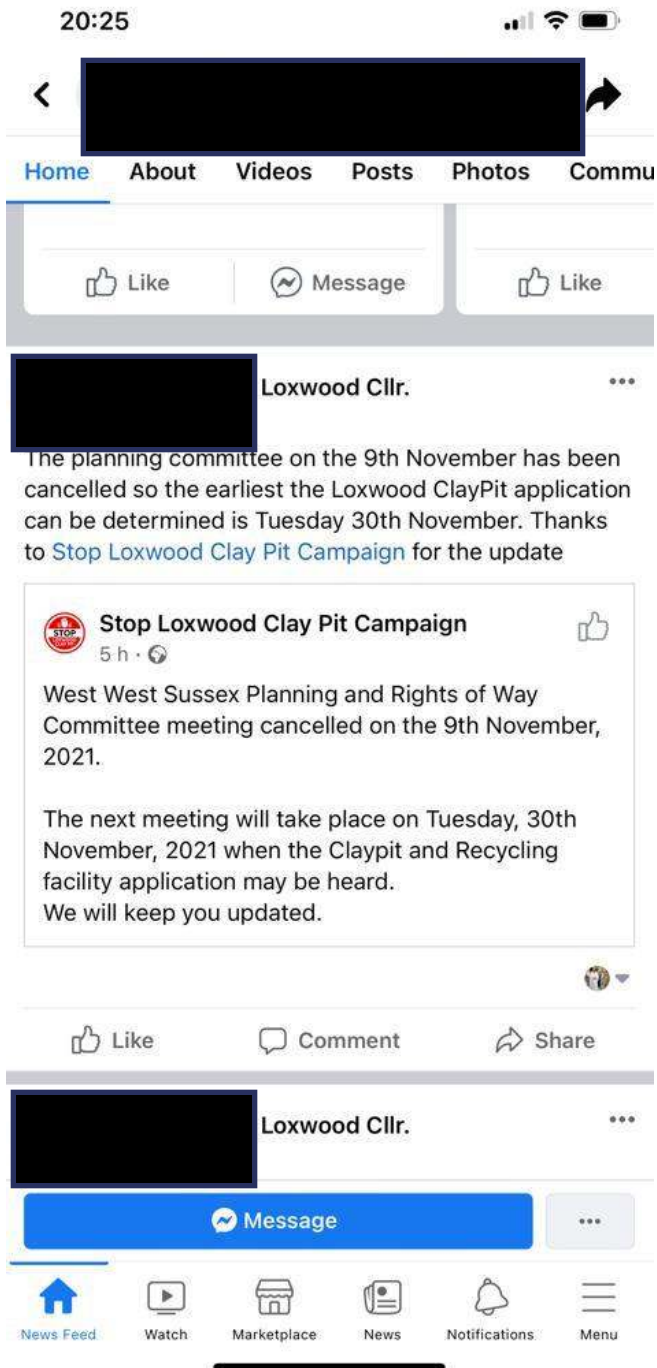 20:25
Home About Videos Posts Photos Commu
Like Message Like
Loxwood Cllr.
The planning committee on the 9th November has been
cancelled so the earliest the Loxwood ClayPit application
can be determined is Tuesday 30th November. Thanks
to Stop Loxwood Clay Pit Campaign for the update
STOP
Stop Loxwood Clay Pit Campaign
5 h ·
West West Sussex Planning and Rights of Way
Committee meeting cancelled on the 9th November,
2021.
The next meeting will take place on Tuesday, 30th
November, 2021 when the Claypit and Recycling
facility application may be heard.
We will keep you updated.
Like Comment Share
Loxwood Cllr.
Message
News Feed Watch Marketplace News Notifications Menu